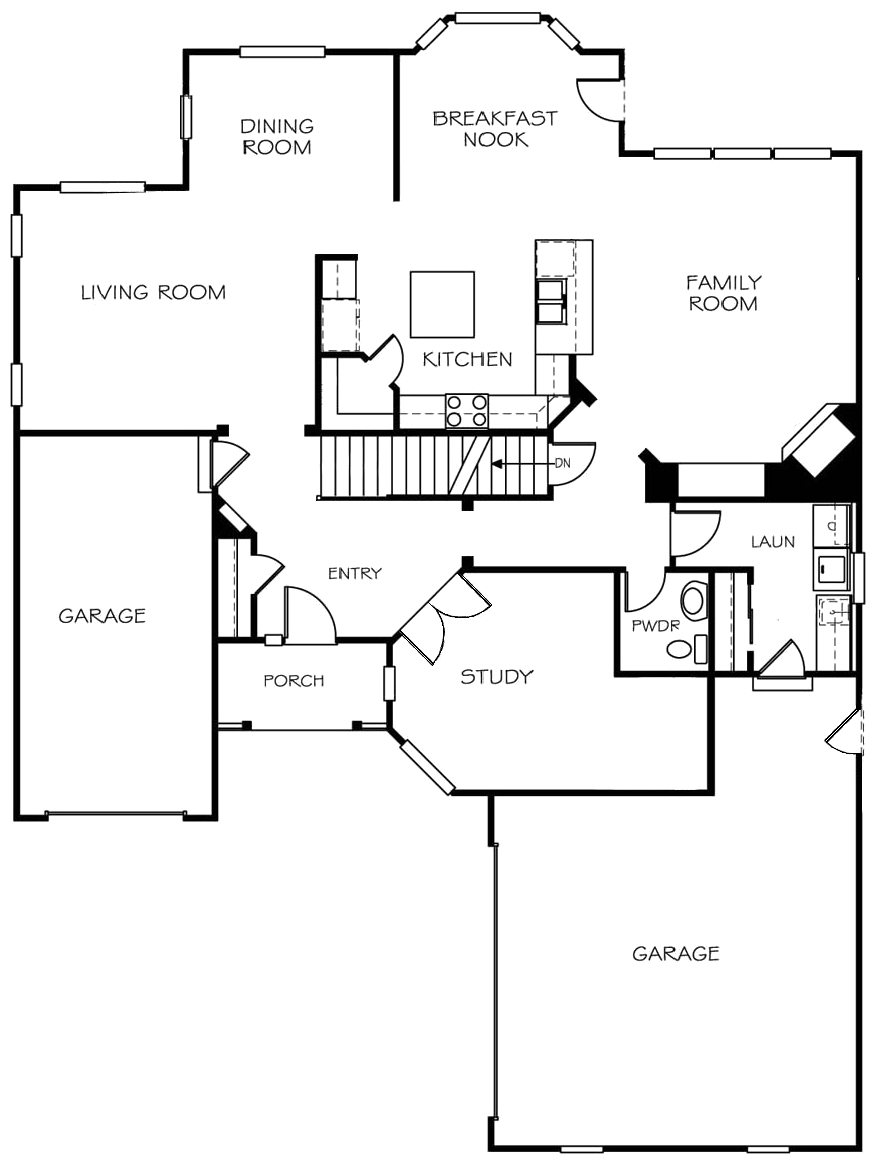 DINING
ROOM
BREAKFAST
NOOK
LIVING ROOM
FAMILY
ROOM
KITCHEN
DN
LAUN
ENTRY
GARAGE
PWDR
PORCH
STUDY
GARAGE